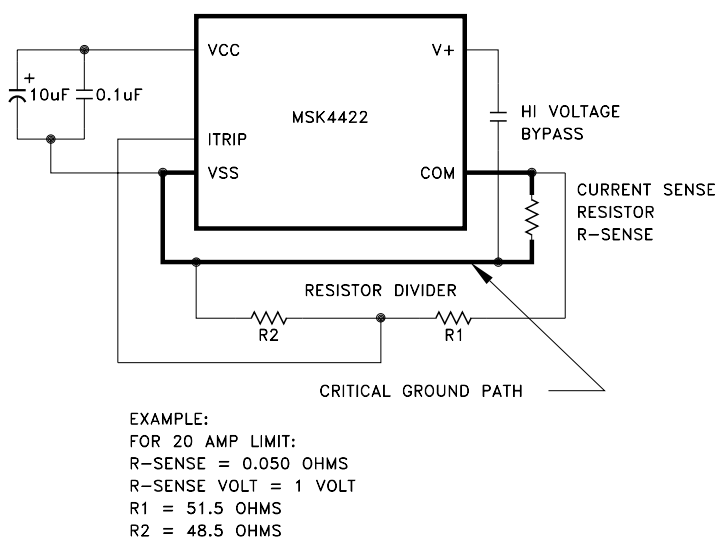 VCC
V+
+
10uF
0.1uF
MSK4422
HI VOLTAGE
BYPASS
ITRIP
VSS
COM
CURRENT SENSE
RESISTOR
R-SENSE
RESISTOR DIVIDER
R2
R1
CRITICAL GROUND PATH
EXAMPLE:
FOR 20 AMP LIMIT:
R-SENSE = 0.050 OHMS
R-SENSE VOLT = 1 VOLT
R1 = 51.5 OHMS
R2 = 48.5 OHMS